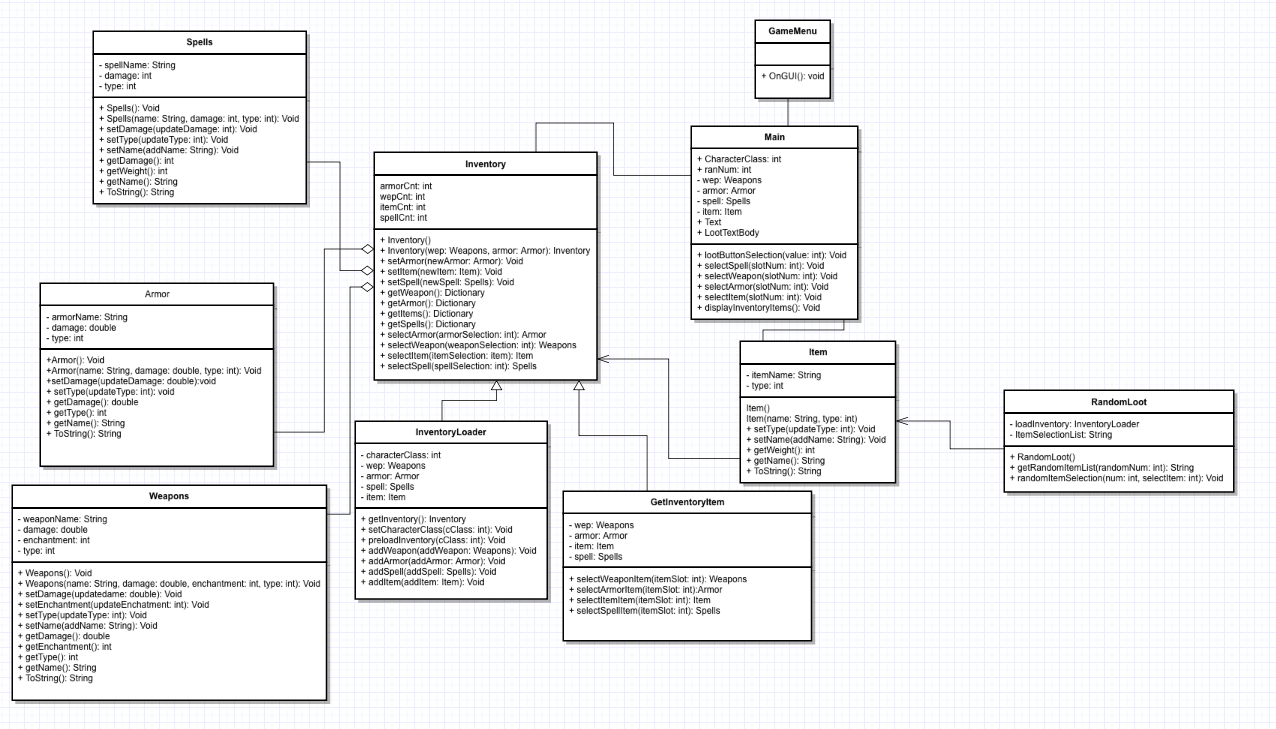 Spells
- spellName: String
- damage: int
- type: int
+ Spells(): Void
+ Spells(name: String, damage: int, type: int): Void
+ setDamage(updateDamage: int): Void
+ setType(updateType: int): Void
+ setName(addName: String): Void
+ getDamage(): int
+ getWeight(): int
+ getName(): String
+ ToString(): String
Armor
- armorName: String
- damage: double
- type: int
+Armor(): Void
+Armor(name: String, damage: double, type: int): Void
+setDamage(updateDamage: double):void
+ setType(updateType: int): void
+ getDamage(): double
+ getType(): int
+ getName(): String
+ ToString(): String
Weapons
- weaponName: String
- damage: double
- enchantment: int
- type: int
+ Weapons(): Void
+ Weapons(name: String, damage: double, enchantment: int, type: int): Void
+ setDamage(updatedame: double): Void
+ setEnchantment(updateEnchatment: int): Void
+ setType(updateType: int): Void
+ setName(addName: String): Void
+ getDamage(): double
+ getEnchantment(): int
+ getType(): int
+ getName(): String
+ ToString(): String
Inventory
armorCnt: int
wepCnt: int
itemCnt: int
spellCnt: int
+ Inventory()
+ Inventory(wep: Weapons, armor: Armor): Inventory
+ setArmor(newArmor: Armor): Void
+ setItem(newItem: Item): Void
+ setSpell(newSpell: Spells): Void
+ getWeapon(): Dictionary
+ getArmor(): Dictionary
+ getItems(): Dictionary
+ getSpells(): Dictionary
+ selectArmor(armorSelection: int): Armor
+ selectWeapon(weaponSelection: int): Weapons
+ selectItem(itemSelection: item): Item
+ selectSpell(spellSelection: int): Spells
InventoryLoader
- characterClass: int
- wep: Weapons
- armor: Armor
- spell: Spells
- item: Item
+ getInventory(): Inventory
+ setCharacterClass(cClass: int): Void
+ preloadInventory(cClass: int): Void
+ addWeapon(addWeapon: Weapons): Void
+ addArmor(addArmor: Armor): Void
+ addSpell(addSpell: Spells): Void
+ addItem(addItem: Item): Void
GetInventoryItem
- wep: Weapons
- armor: Armor
- item: Item
- spell: Spells
+ selectWeaponItem(itemSlot: int): Weapons
+ selectArmorItem(itemSlot: int):Armor
+ selectItemItem(itemSlot: int): Item
+ selectSpellItem(itemSlot: int): Spells
GameMenu
+ OnGUI(): void
Main
+ CharacterClass: int
+ ranNum: int
- wep: Weapons
- armor: Armor
- spell: Spells
- item: Item
+ Text
+ LootTextBody
+ lootButtonSelection(value: int): Void
+ selectSpell(slotNum: int): Void
+ selectWeapon(slotNum: int): Void
+ selectArmor(slotNum: int): Void
+ selectItem(slotNum: int): Void
+ displayInventoryItems(): Void
Item
- itemName: String
- type: int
Item()
Item(name: String, type: int)
+ setType(updateType: int): Void
+ setName(addName: String): Void
+ getWeight(): int
+ getName(): String
+ ToString(): String
RandomLoot
- loadInventory: InventoryLoader
- ItemSelectionList: String
+ RandomLoot()
+ getRandomItemList(randomNum: int): String
+ randomItemSelection(num: int, selectItem: int): Void